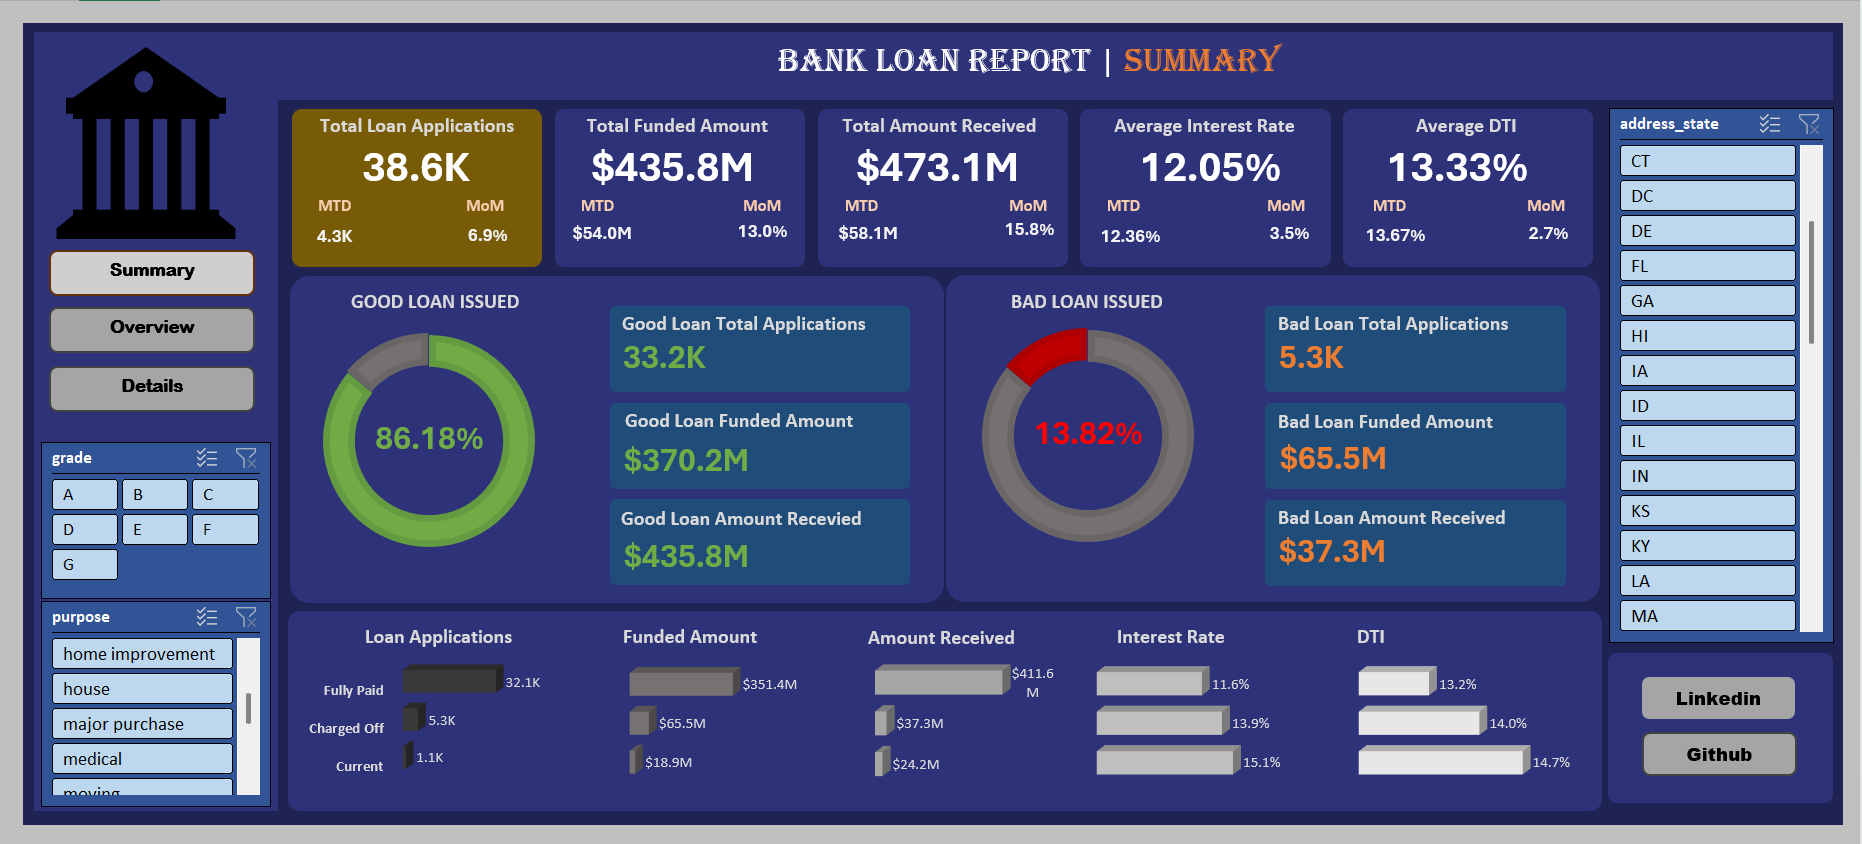 BANK LOAN REPORT | SUMMARY
Summary
Overview
Details
grade
A B C
D E F
G
purpose
home improvement
house
major purchase
medical
moving
Total Loan Applications
38.6K
MTD MoM
4.3K 6.9%
Total Funded Amount
$435.8M
MTD MoM
$54.0M 13.0%
Total Amount Received
$473.1M
MTD MoM
$58.1M 15.8%
Average Interest Rate
12.05%
MTD MoM
12.36% 3.5%
Average DTI
13.33%
MTD MoM
13.67% 2.7%
GOOD LOAN ISSUED
86.18%
Good Loan Total Applications
33.2K
Good Loan Funded Amount
$370.2M
Good Loan Amount Recevied
$435.8M
BAD LOAN ISSUED
13.82%
Bad Loan Total Applications
5.3K
Bad Loan Funded Amount
$65.5M
Bad Loan Amount Received
$37.3M
Loan Applications
Fully Paid 32.1K
Charged Off 5.3K
Current 1.1K
Funded Amount
$351.4M
$65.5M
$18.9M
Amount Received
$411.6
M
$37.3M
$24.2M
Interest Rate
11.6%
13.9%
15.1%
DTI
13.2%
14.0%
14.7%
address_state
CT
DC
DE
FL
GA
HI
IA
ID
IL
IN
KS
KY
LA
MA
Linkedin
Github